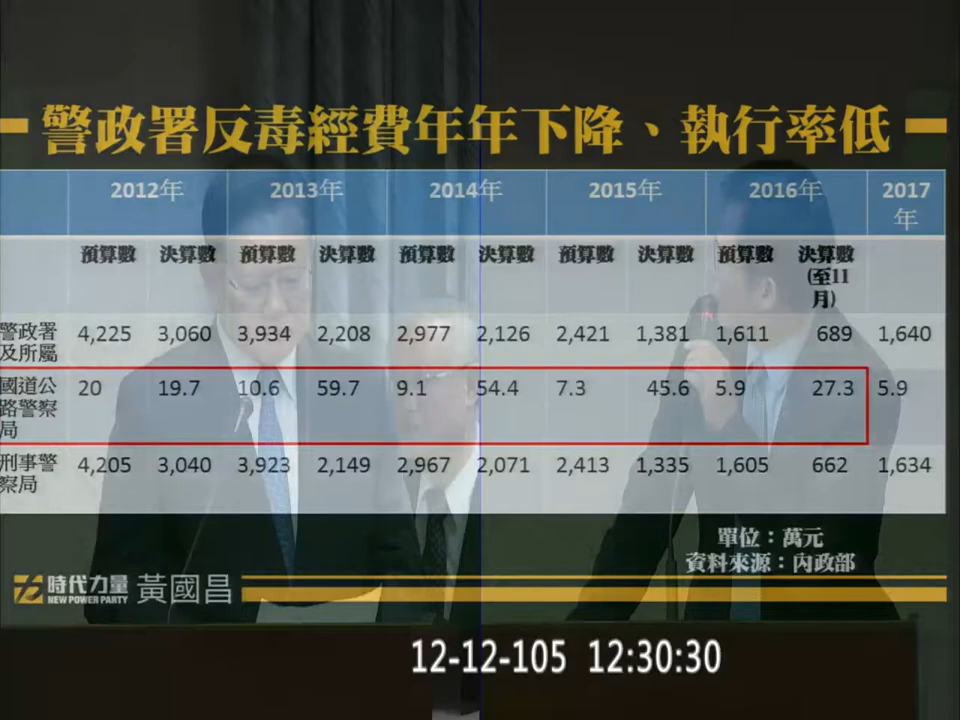 警政署反毒經費年年下降、執行率低
2012年 2013年 2014年 2015年 2016年 2017年
預算數 決算數 預算數 決算數 預算數 決算數 預算數 決算數 預算數 決算數(至11月)
警政署及所屬 4,225 3,060 3,934 2,208 2,977 2,126 2,421 1,381 1,611 689 1,640
國道公路警察局 20 19.7 10.6 59.7 9.1 54.4 7.3 45.6 5.9 27.3 5.9
刑事警察局 4,205 3,040 3,923 2,149 2,967 2,071 2,413 1,335 1,605 662 1,634
單位：萬元
資料來源：內政部
時代力量 黃國昌
NEW POWER PARTY
12-12-105 12:30:30